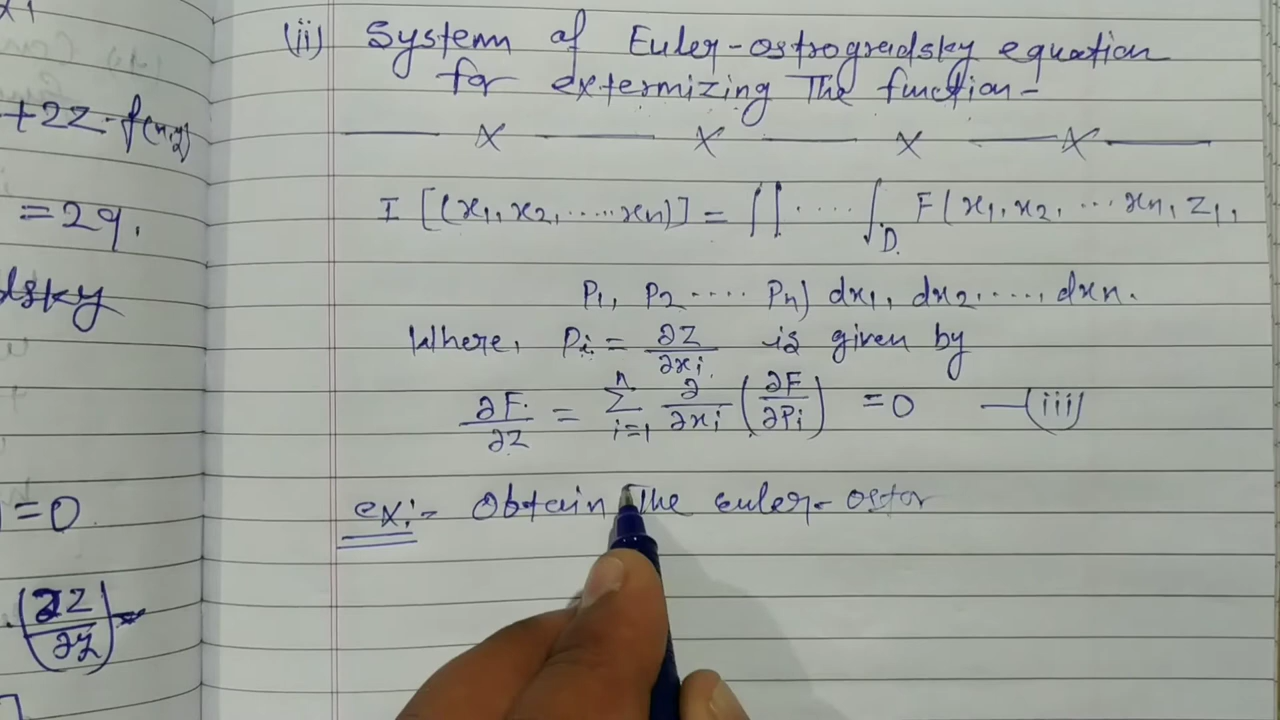 +2Z·f(x,y)
=2q.
dsky
=0
(∂Z/∂y)=
(ii) System of Euler-ostrogradsky equation
for extermizing The function-
I [(x1, x2, ..... xn)] = ∫∫ .... ∫D F(x1, x2, ... xn, Z1,
P1, P2 .... Pn) dx1, dx2 ....., dxn.
Where, Pi = ∂Z/∂xi is given by
∂F/∂Z = Σ i=1 n ∂/∂xi (∂F/∂Pi) =0 —(iii)
ex:- Obtain The euler-ostor